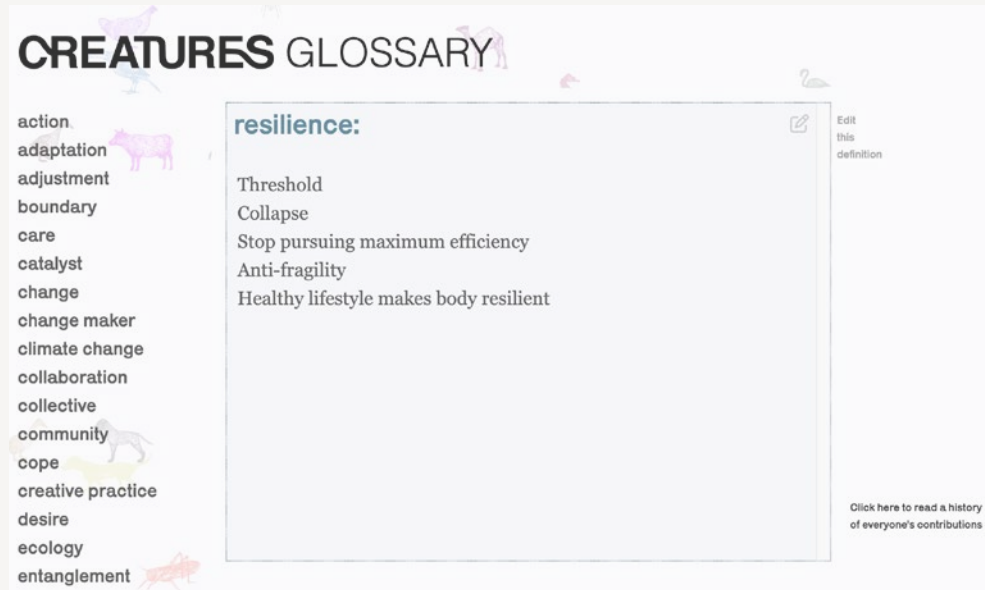 CREATURES GLOSSARY
action
adaptation
adjustment
boundary
care
catalyst
change
change maker
climate change
collaboration
collective
community
cope
creative practice
desire
ecology
entanglement
resilience:
Threshold
Collapse
Stop pursuing maximum efficiency
Anti-fragility
Healthy lifestyle makes body resilient
Edit
this
definition
Click here to read a history
of everyone's contributions